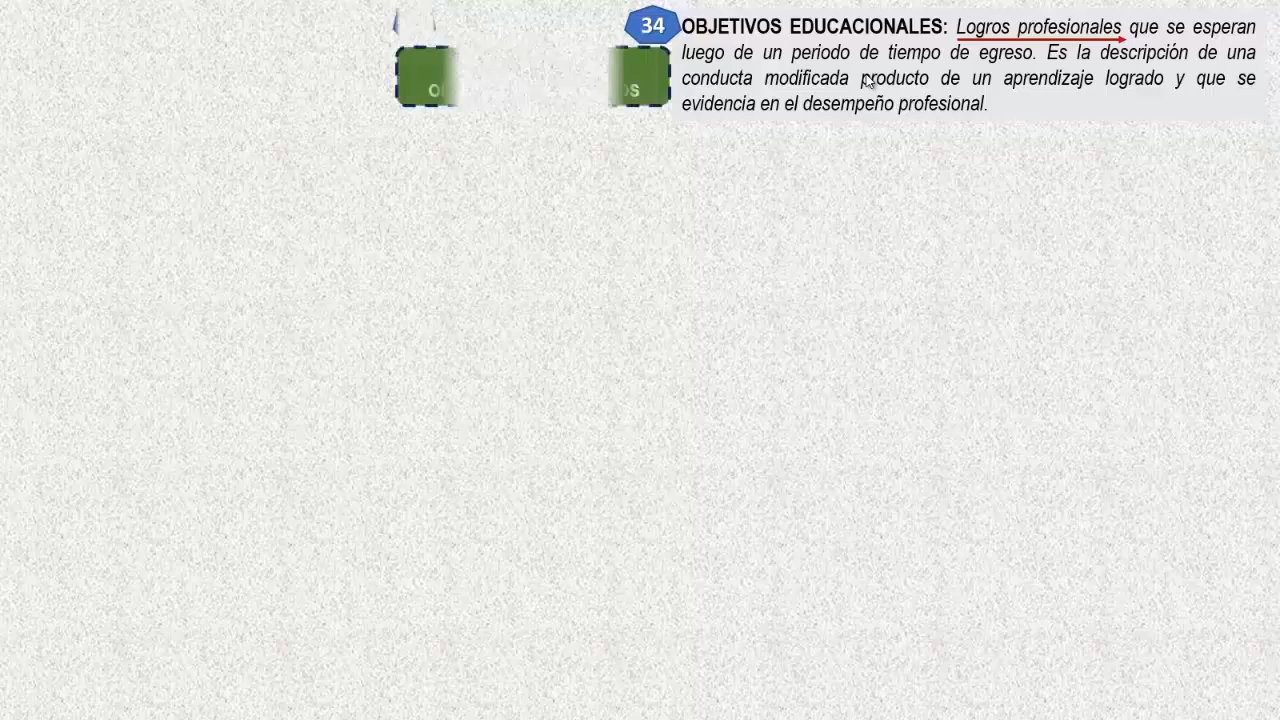 34
OBJETIVOS EDUCACIONALES: Logros profesionales que se esperan
luego de un periodo de tiempo de egreso. Es la descripción de una
conducta modificada producto de un aprendizaje logrado y que se
evidencia en el desempeño profesional.